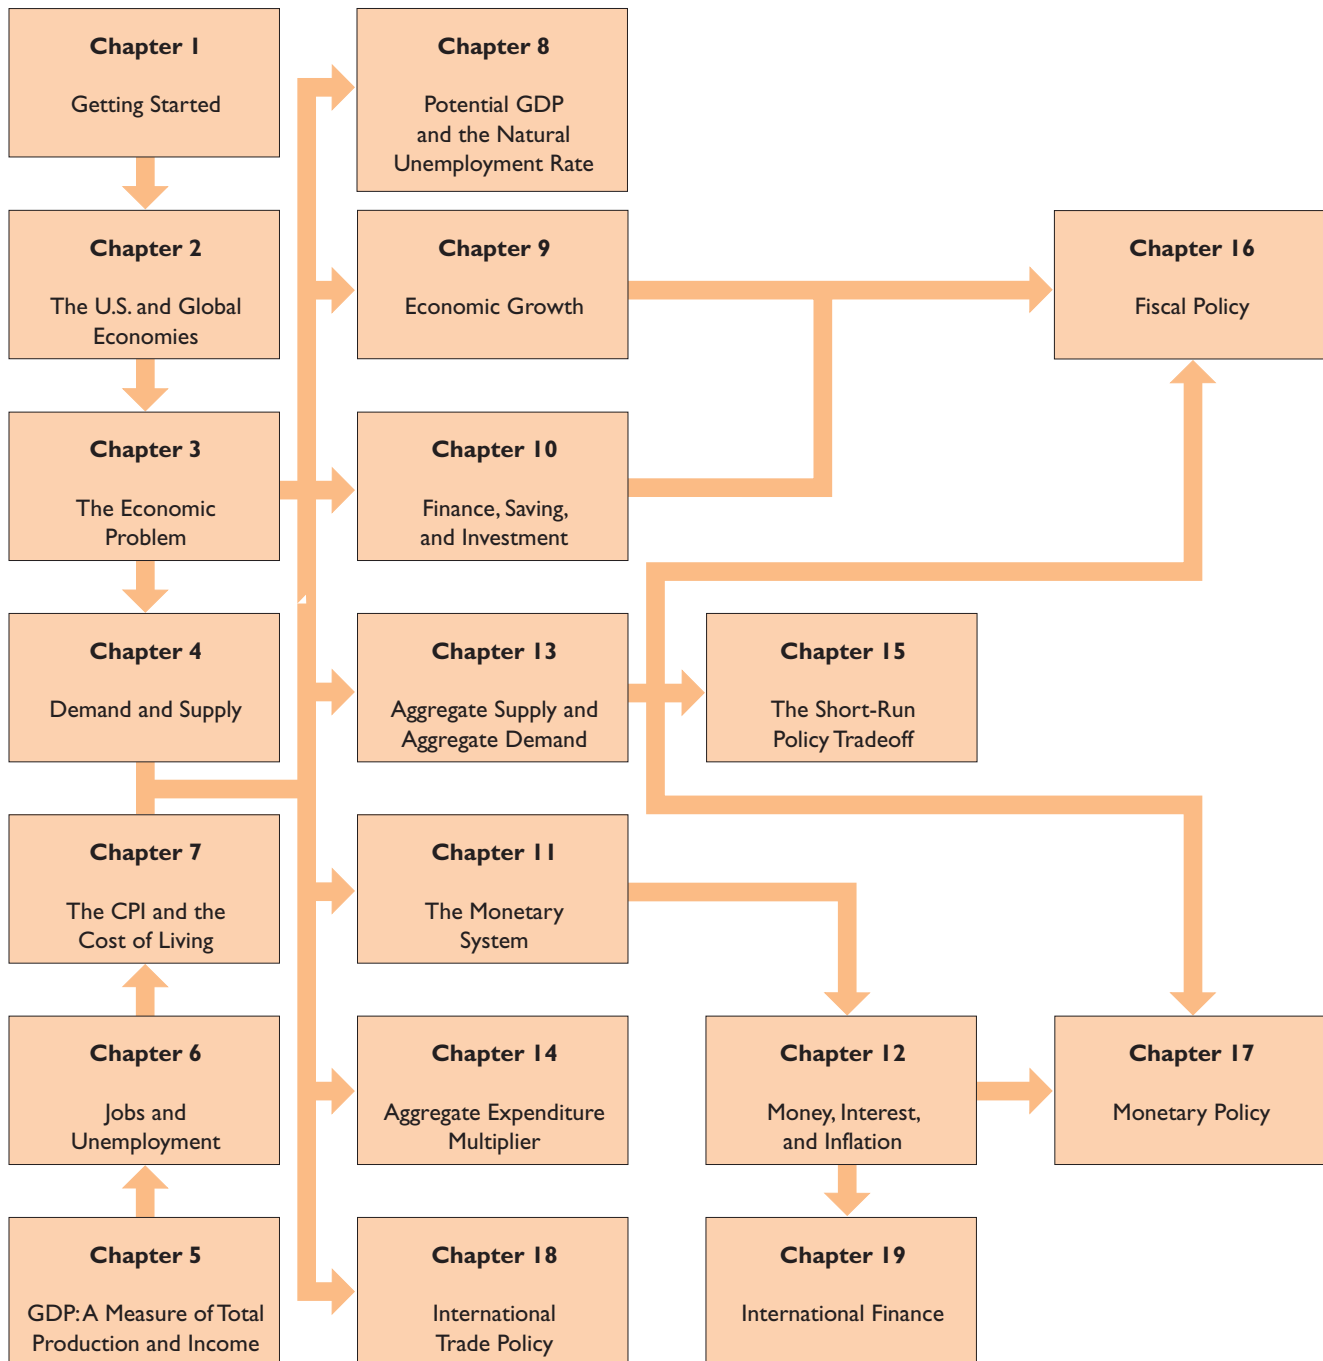 Chapter 1
Getting Started
Chapter 2
The U.S. and Global
Economies
Chapter 3
The Economic
Problem
Chapter 4
Demand and Supply
Chapter 7
The CPI and the
Cost of Living
Chapter 6
Jobs and
Unemployment
Chapter 5
GDP: A Measure of Total
Production and Income
Chapter 8
Potential GDP
and the Natural
Unemployment Rate
Chapter 9
Economic Growth
Chapter 10
Finance, Saving,
and Investment
Chapter 13
Aggregate Supply and
Aggregate Demand
Chapter 11
The Monetary
System
Chapter 14
Aggregate Expenditure
Multiplier
Chapter 18
International
Trade Policy
Chapter 15
The Short-Run
Policy Tradeoff
Chapter 12
Money, Interest,
and Inflation
Chapter 19
International Finance
Chapter 16
Fiscal Policy
Chapter 17
Monetary Policy